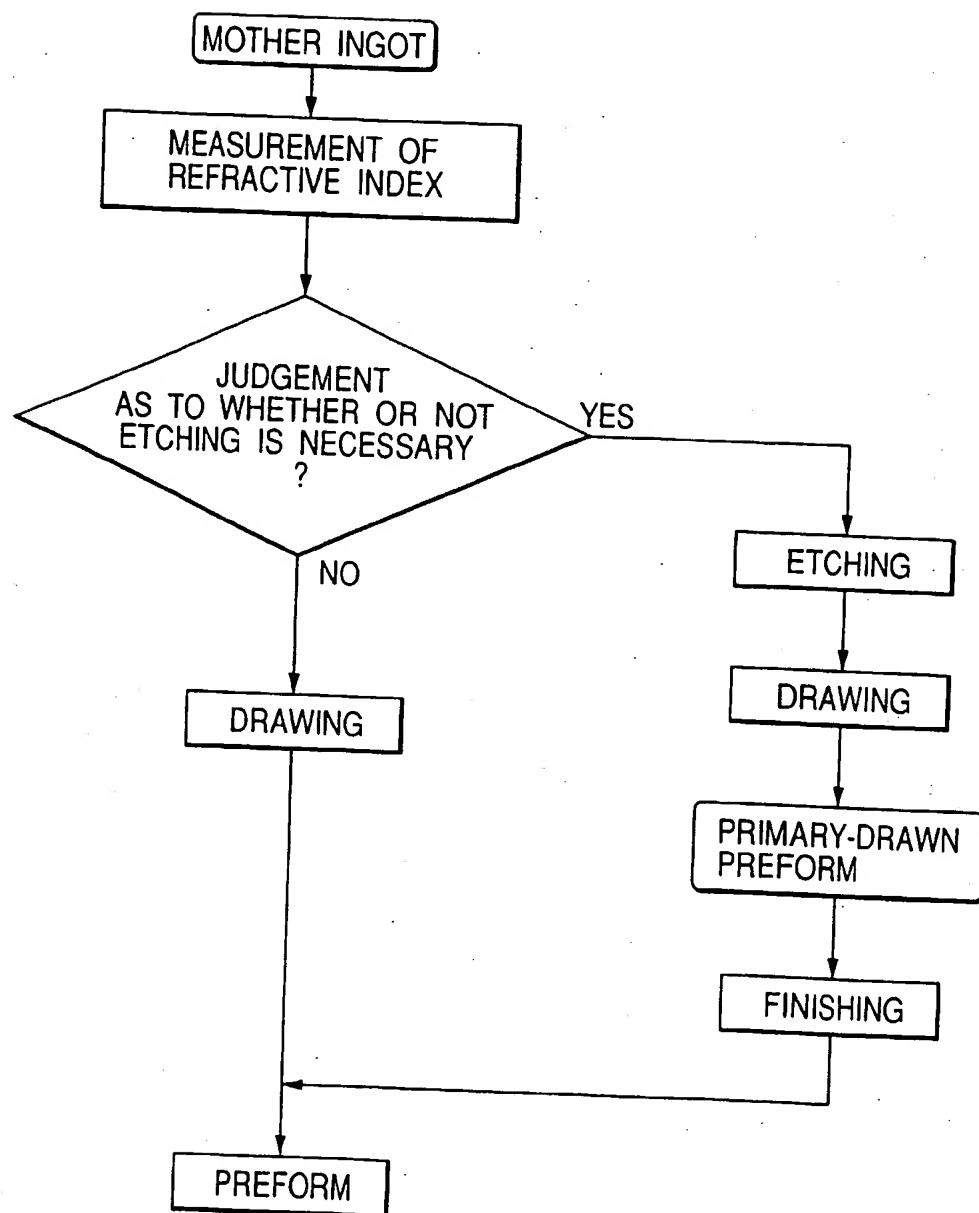 MOTHER INGOT
MEASUREMENT OF
REFRACTIVE INDEX
JUDGEMENT
AS TO WHETHER OR NOT
ETCHING IS NECESSARY
?
YES
NO
ETCHING
DRAWING
DRAWING
PRIMARY-DRAWN
PREFORM
FINISHING
PREFORM